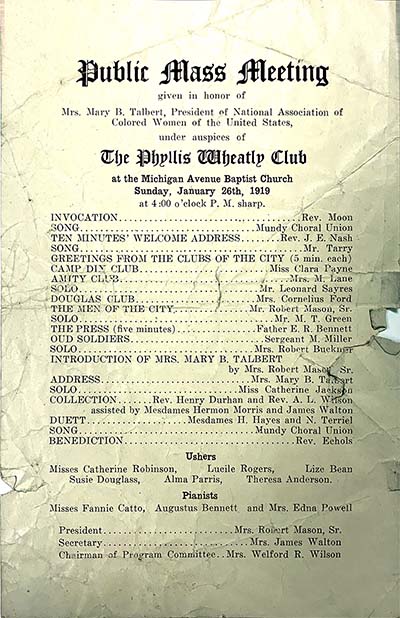 Public Mass Meeting
given in honor of
Mrs. Mary B. Talbert, President of National Association of
Colored Women of the United States,
under auspices of
The Phyllis Wheatly Club
at the Michigan Avenue Baptist Church
Sunday, January 26th, 1919
at 4:00 o'clock P. M. sharp.
INVOCATION..............................Rev. Moon
SONG..............................Mundy Choral Union
TEN MINUTES' WELCOME ADDRESS........Rev. J. E. Nash
SONG..............................Mr. Tarry
GREETINGS FROM THE CLUBS OF THE CITY (5 min. each)
CAMP DIX CLUB......................Miss Clara Payne
AMITY CLUB..............................Mrs. M. Lane
SOLO..............................Mr. Leonard Sayres
DOUGLAS CLUB......................Mrs. Cornelius Ford
THE MEN OF THE CITY..............Mr. Robert Mason, Sr.
SOLO..............................Mr. M. T. Green
THE PRESS (five minutes)..............Father E. R. Bennett
OUD SOLDIERS......................Sergeant M. Miller
SOLO..............................Mrs. Robert Buckner
INTRODUCTION OF MRS. MARY B. TALBERT
by Mrs. Robert Mason, Sr.
ADDRESS..............................Mrs. Mary B. Talbert
SOLO..............................Miss Catherine Jackson
COLLECTION......Rev. Henry Durhan and Rev. A. L. Wilson
assisted by Mesdames Hermon Morris and James Walton
DUETT..................Mesdames H. Hayes and N. Terriel
SONG..............................Mundy Choral Union
BENEDICTION..............................Rev. Echols
Ushers
Misses Catherine Robinson, Lucile Rogers, Lize Bean
Susie Douglass, Alma Parris, Theresa Anderson.
Pianists
Misses Fannie Catto, Augustus Bennett and Mrs. Edna Powell
President......................Mrs. Robert Mason, Sr.
Secretary......................Mrs. James Walton
Chairman of Program Committee..Mrs. Welford R. Wilson